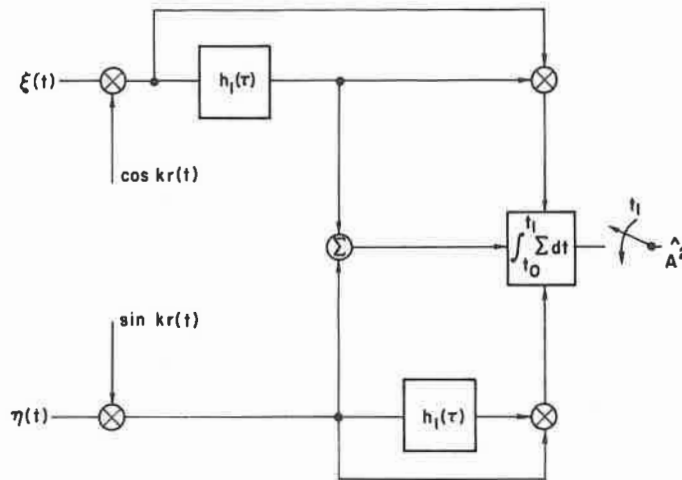 ξ(t)
h₁(τ)
cos kr(t)
Σ
∫ t₁ t₀ Σ dt
t₁
Â²
sin kr(t)
η(t)
h₁(τ)